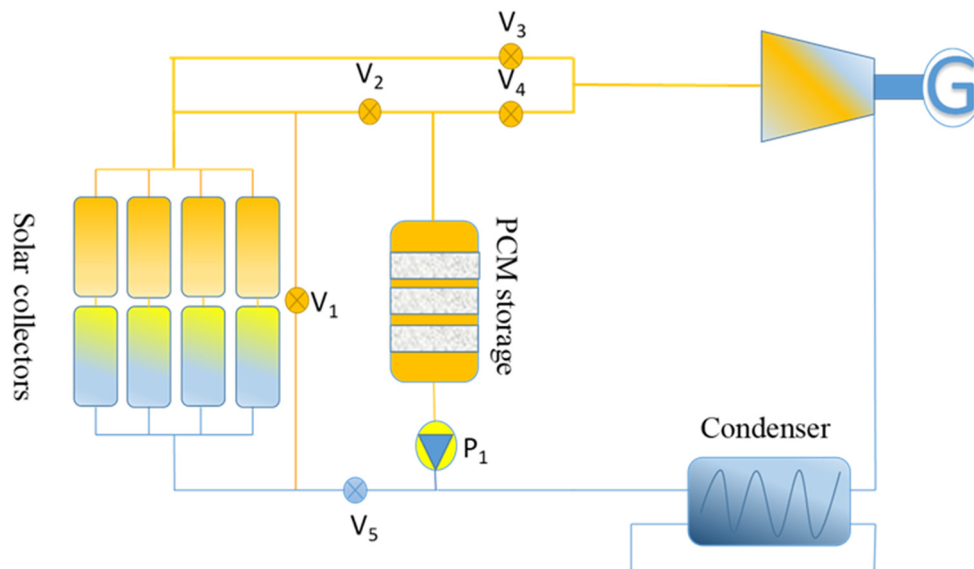 V3
V2
V4
G
Solar collectors
V1
PCM storage
P1
Condenser
V5